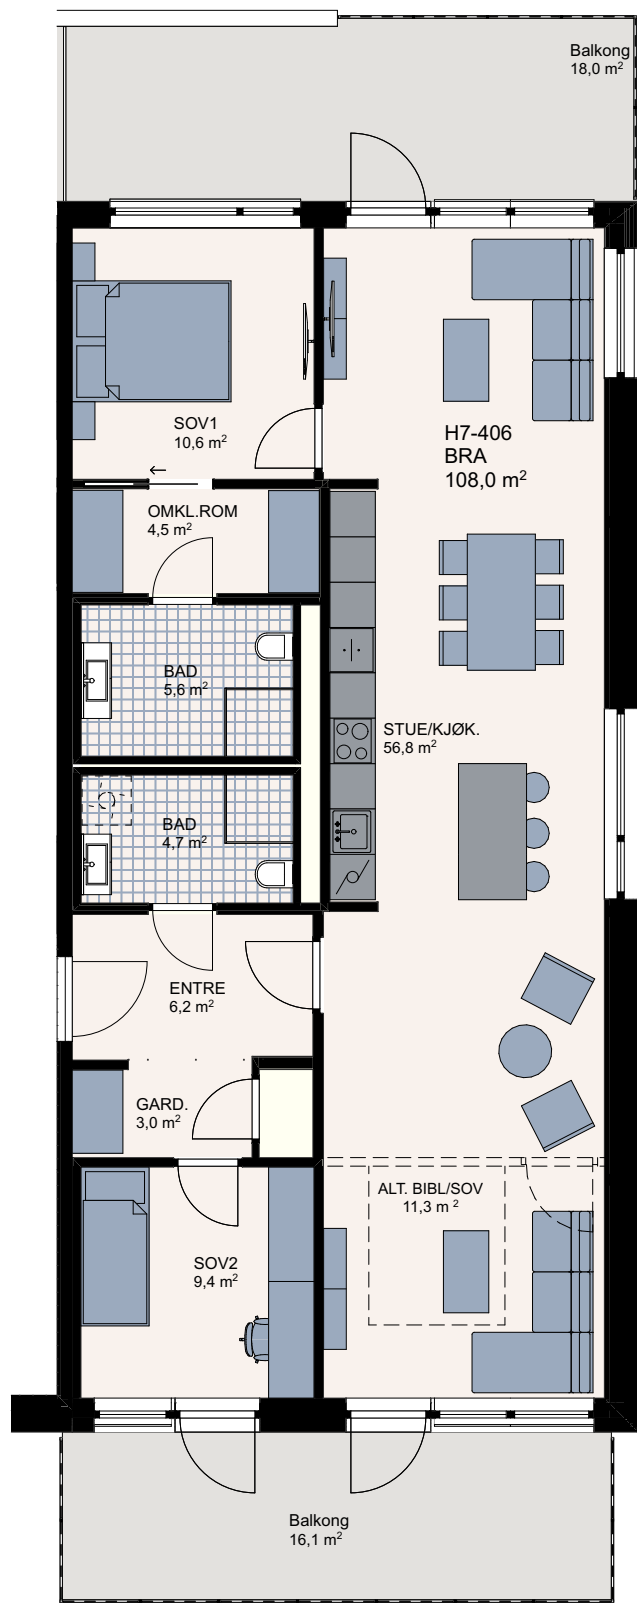 Balkong
18,0 m²
SOV1
10,6 m²
H7-406
BRA
108,0 m²
OMKL.ROM
4,5 m²
BAD
5,6 m²
STUE/KJØK.
56,8 m²
BAD
4,7 m²
ENTRE
6,2 m²
GARD.
3,0 m²
ALT. BIBL/SOV
11,3 m ²
SOV2
9,4 m²
Balkong
16,1 m²